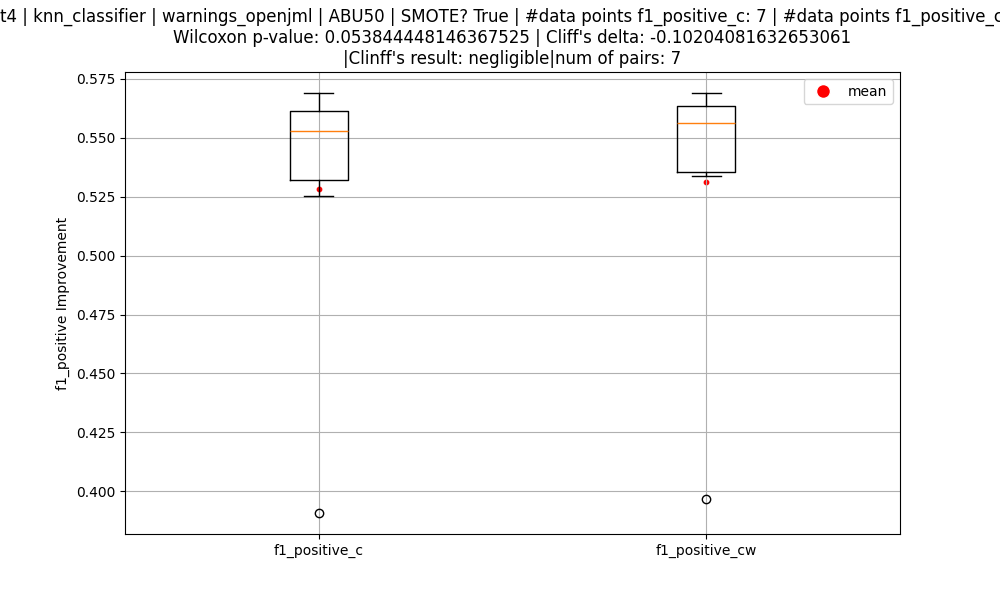 t4 | knn_classifier | warnings_openjml | ABU50 | SMOTE? True | #data points f1_positive_c: 7 | #data points f1_positive_c
Wilcoxon p-value: 0.053844448146367525 | Cliff's delta: -0.10204081632653061
|Clinff's result: negligible|num of pairs: 7
mean
0.575
0.550
0.525
0.500
0.475
0.450
0.425
0.400
f1_positive Improvement
f1_positive_c
f1_positive_cw